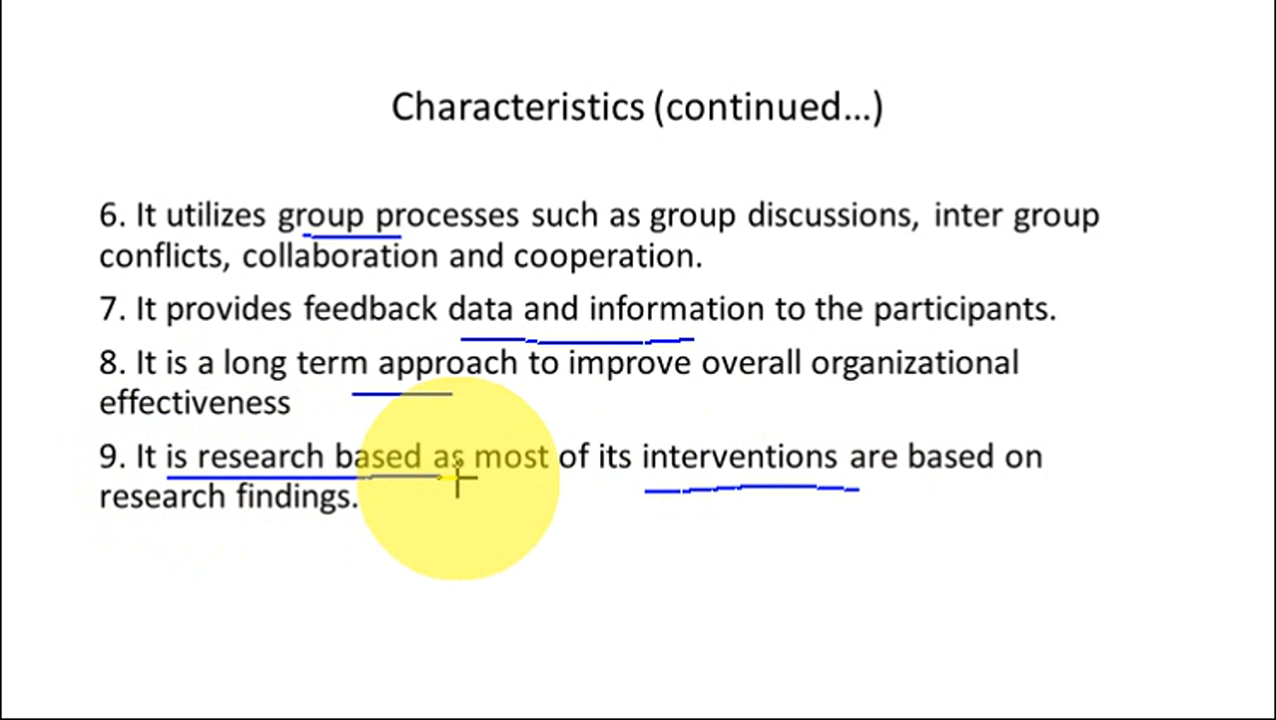 Characteristics (continued...)
6. It utilizes group processes such as group discussions, inter group
conflicts, collaboration and cooperation.
7. It provides feedback data and information to the participants.
8. It is a long term approach to improve overall organizational
effectiveness
9. It is research based as most of its interventions are based on
research findings.